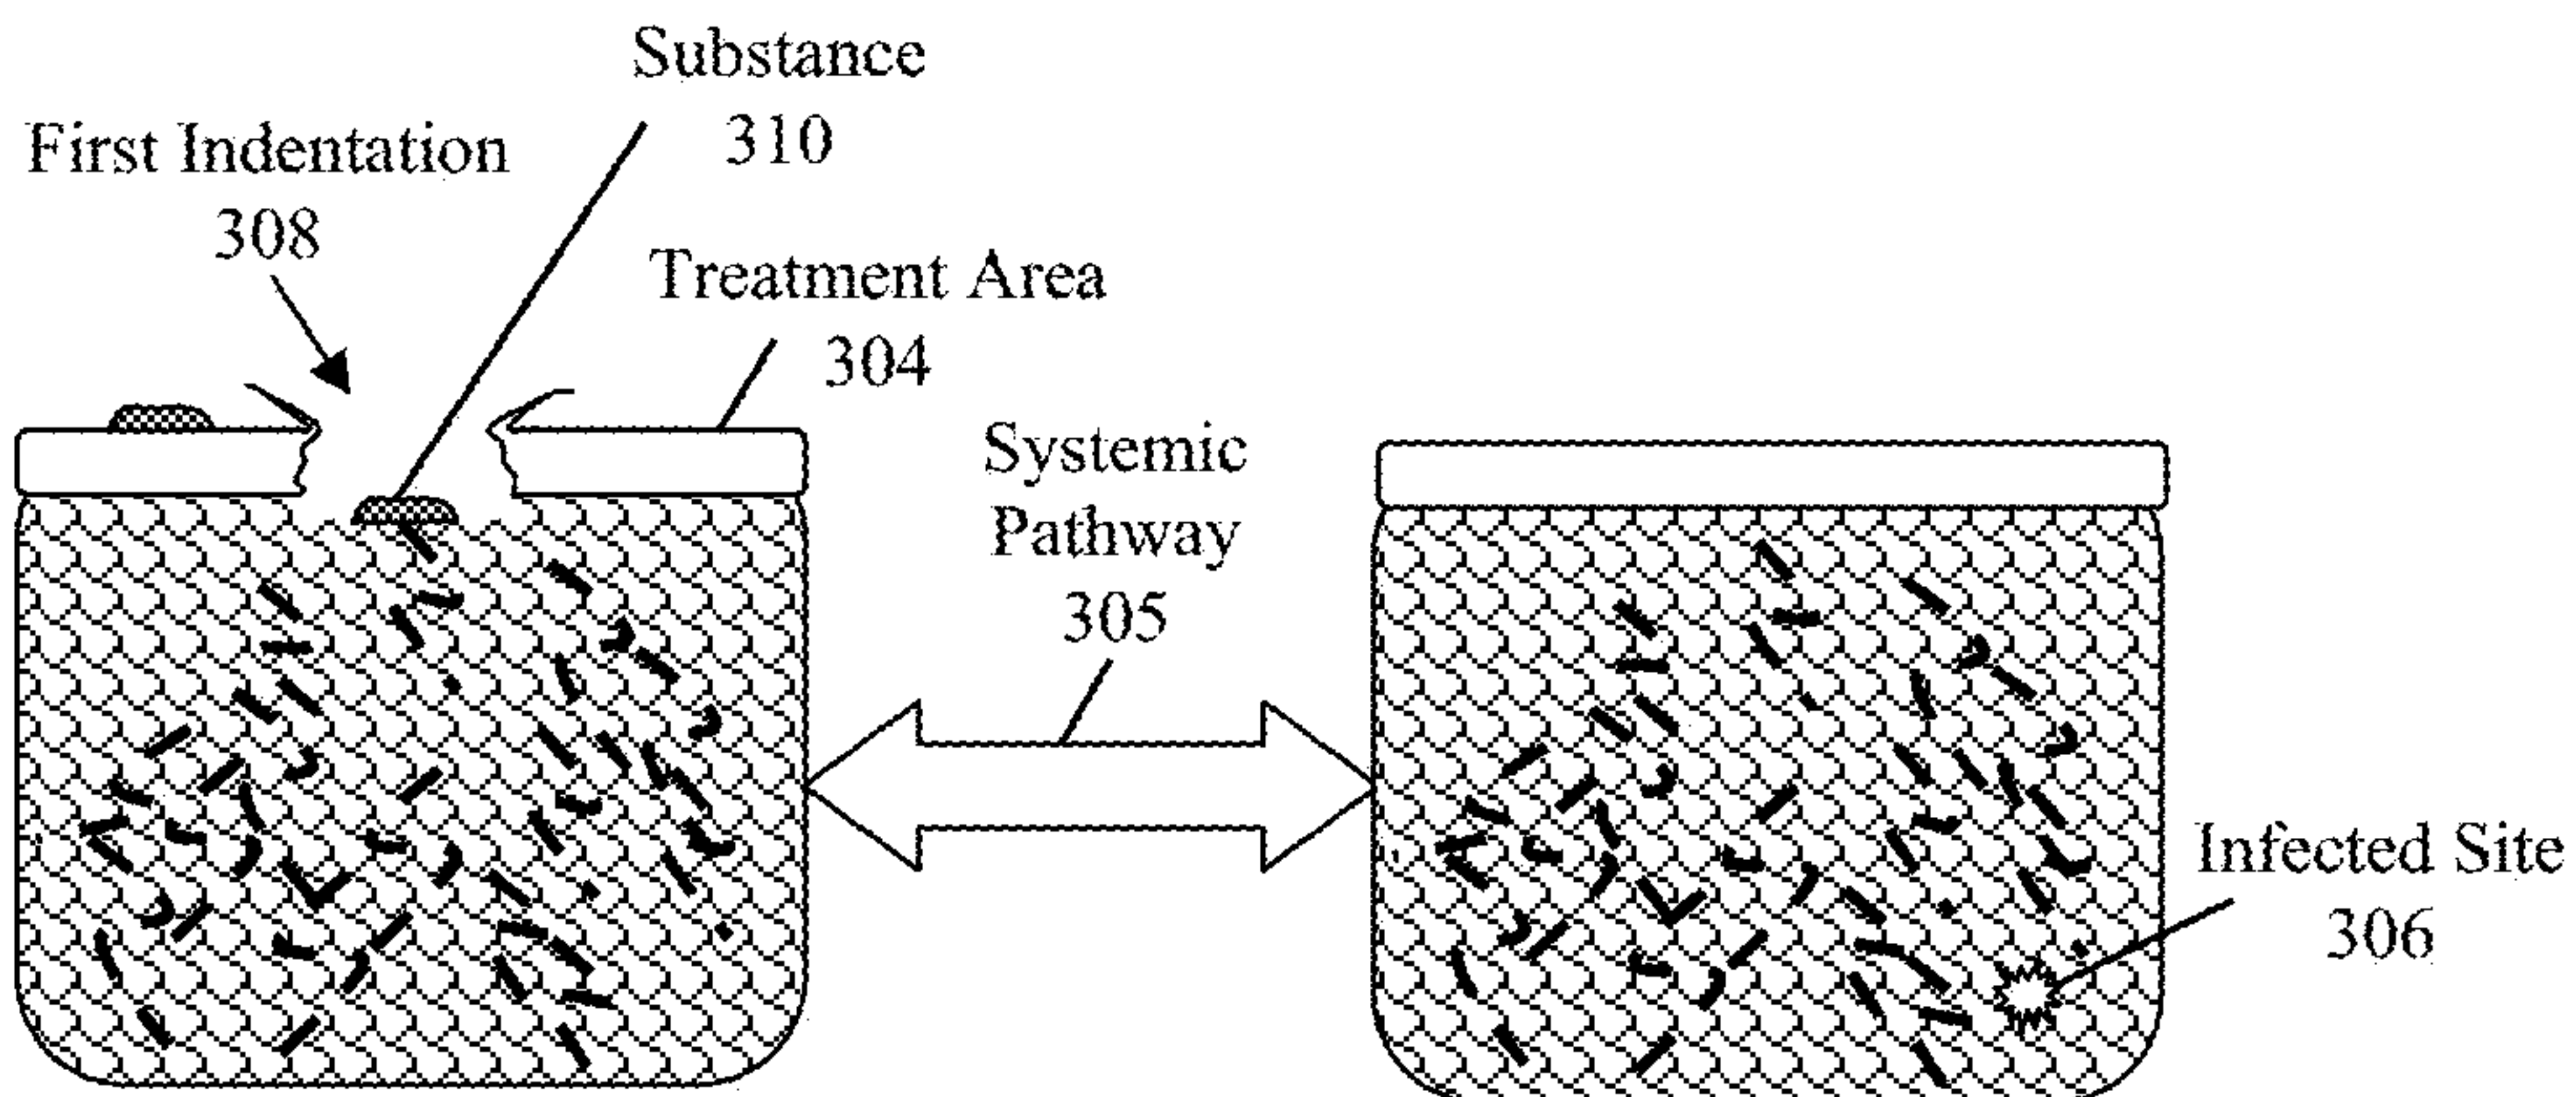 Substance
310
First Indentation
308
Treatment Area
304
Systemic
Pathway
305
Infected Site
306